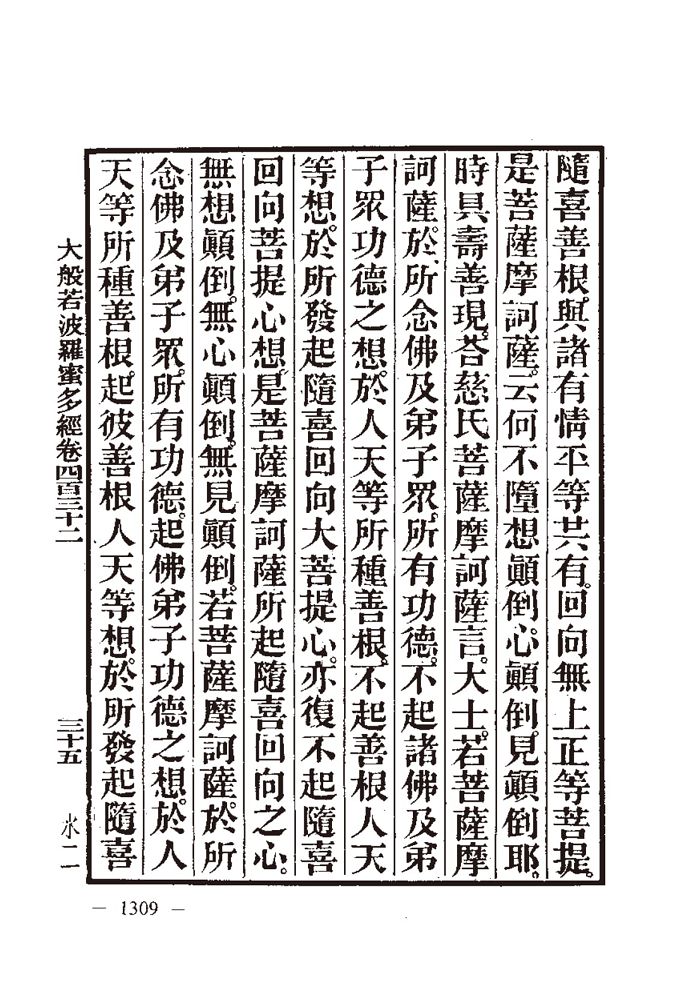 隨喜善根。與諸有情平等共有。回向無上正等菩提。
是菩薩摩訶薩。云何不墮想顚倒。心顚倒。見顚倒耶。
時具壽善現。荅慈氏菩薩摩訶薩言。大士。若菩薩摩
訶薩。於所念佛及弟子眾。所有功德。不起諸佛及弟
子眾功德之想。於人天等所種善根。不起善根人天
等想。於所發起隨喜回向大菩提心。亦復不起隨喜
回向菩提心想。是菩薩摩訶薩所起隨喜回向之心。
無想顚倒。無心顚倒。無見顚倒。若菩薩摩訶薩。於所
念佛及弟子眾。所有功德。起佛弟子功德之想。於人
天等所種善根。起彼善根人天等想。於所發起隨喜
大般若波羅蜜多經卷四百三十二 三十五 水二
— 1309 —